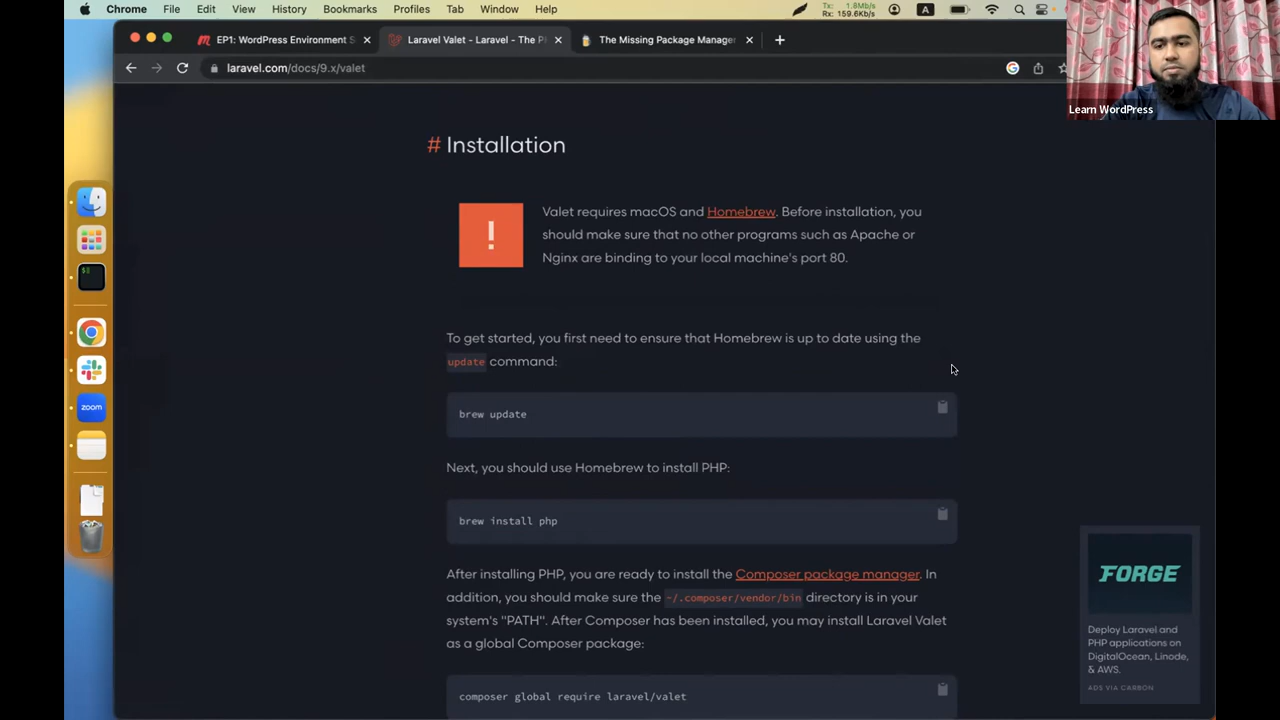 Chrome File Edit View History Bookmarks Profiles Tab Window Help
Tx: 1.8Mb/s
Rx: 159.6Kb/s
A
EP1: WordPress Environment S
Laravel Valet - Laravel - The P
The Missing Package Manager
laravel.com/docs/9.x/valet
Learn WordPress
# Installation
!
Valet requires macOS and Homebrew. Before installation, you
should make sure that no other programs such as Apache or
Nginx are binding to your local machine's port 80.
To get started, you first need to ensure that Homebrew is up to date using the
update command:
brew update
Next, you should use Homebrew to install PHP:
brew install php
After installing PHP, you are ready to install the Composer package manager. In
addition, you should make sure the ~/.composer/vendor/bin directory is in your
system's "PATH". After Composer has been installed, you may install Laravel Valet
as a global Composer package:
composer global require laravel/valet
zoom
FORGE
Deploy Laravel and
PHP applications on
DigitalOcean, Linode,
& AWS.
ADS VIA CARBON